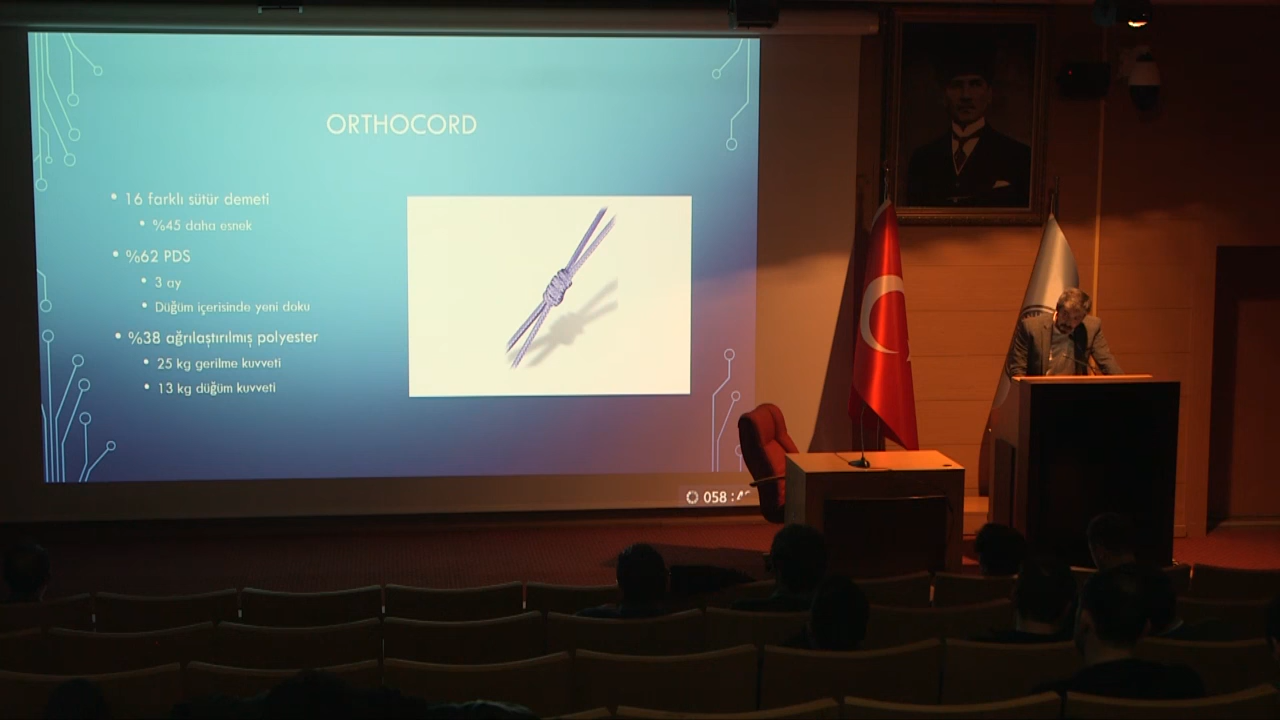 ORTHOCORD
• 16 farklı sütür demeti
• %45 daha esnek
• %62 PDS
• 3 ay
• Düğüm içerisinde yeni doku
• %38 ağrılaştırılmış polyester
• 25 kg gerilme kuvveti
• 13 kg düğüm kuvveti
058 :